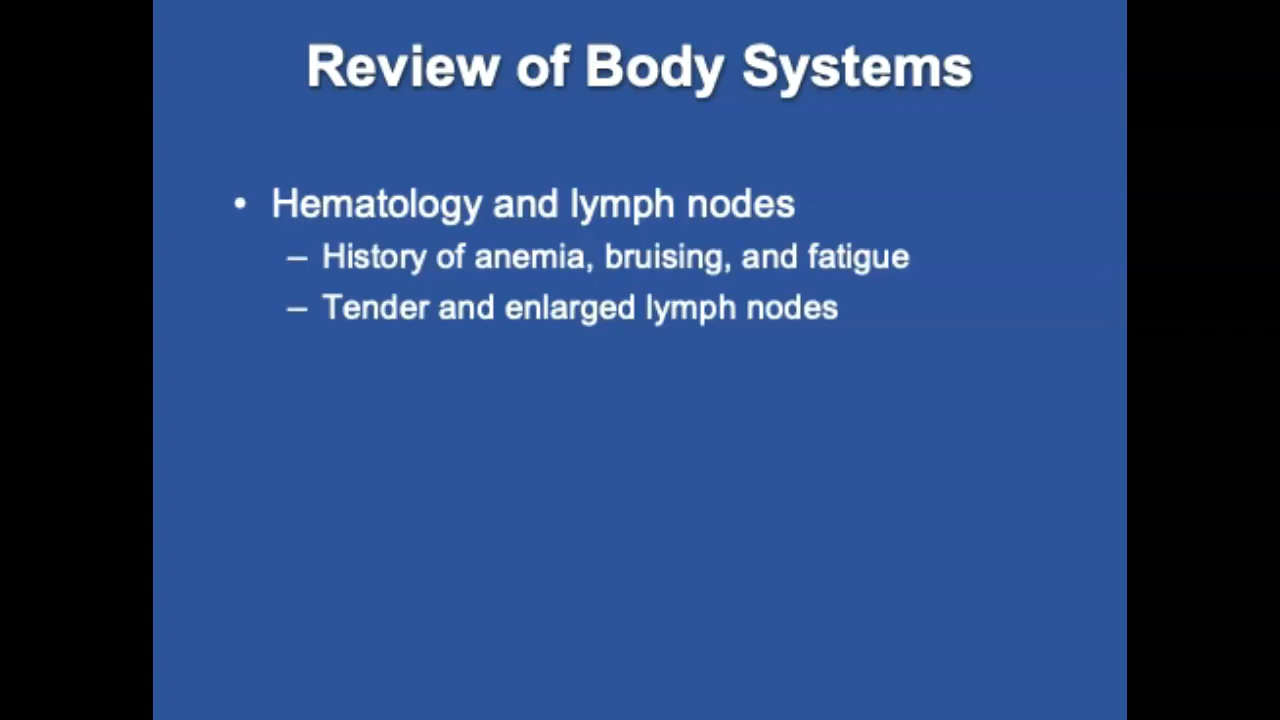 Review of Body Systems
• Hematology and lymph nodes
– History of anemia, bruising, and fatigue
– Tender and enlarged lymph nodes